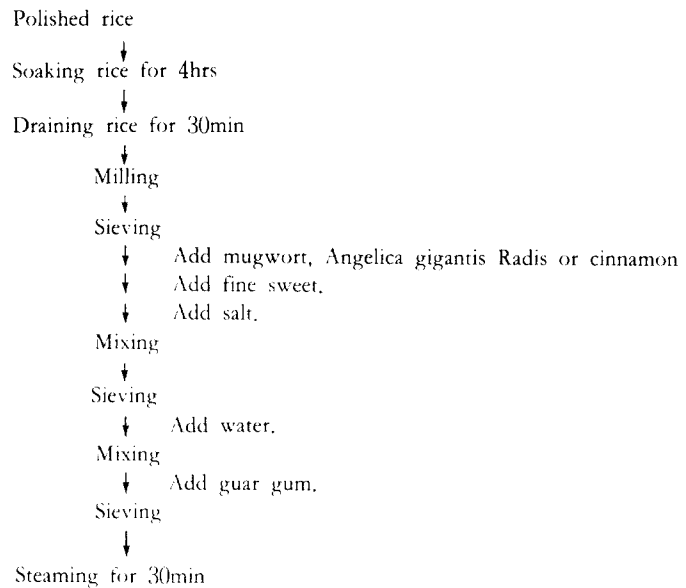 Polished rice
Soaking rice for 4hrs
Draining rice for 30min
Milling
Sieving
Add mugwort, Angelica gigantis Radis or cinnamon
Add fine sweet.
Add salt.
Mixing
Sieving
Add water.
Mixing
Add guar gum.
Sieving
Steaming for 30min